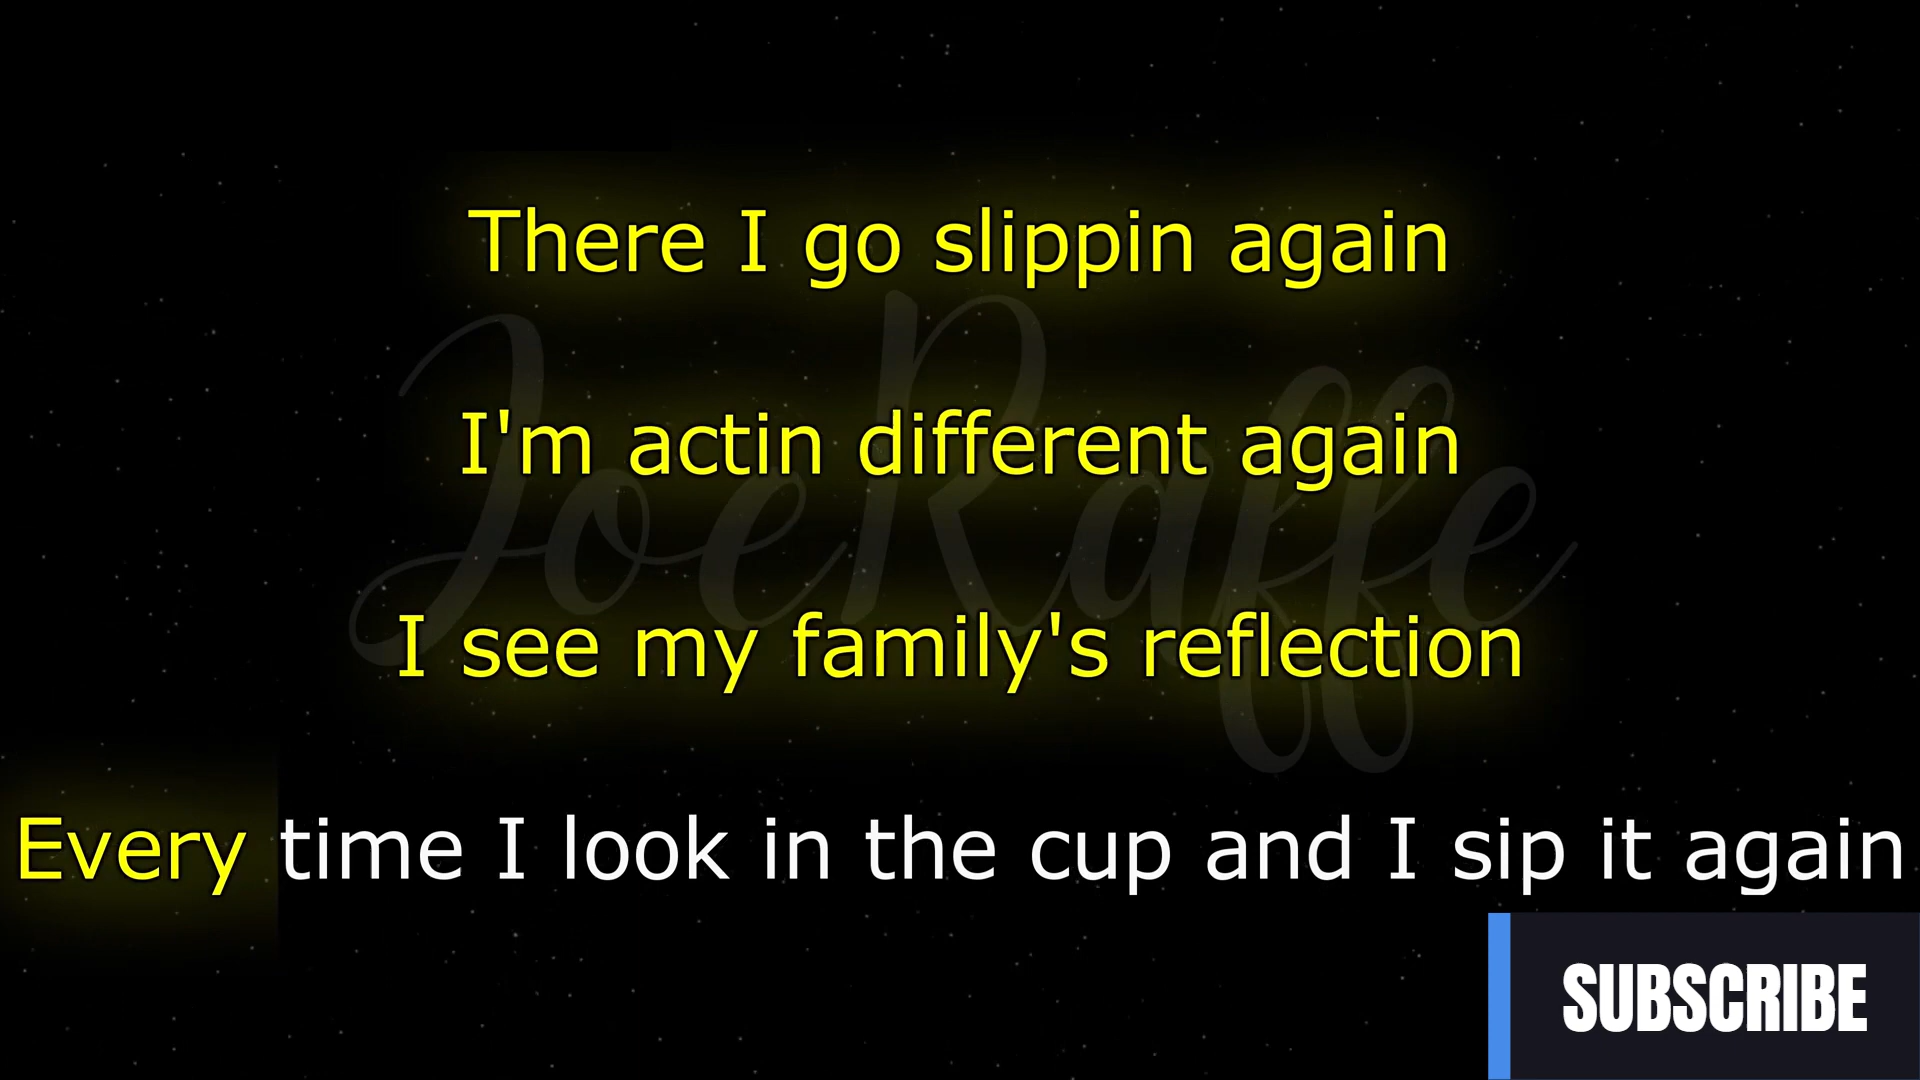 There I go slippin again
JoeRaffe
I'm actin different again
I see my family's reflection
Every time I look in the cup and I sip it again
SUBSCRIBE